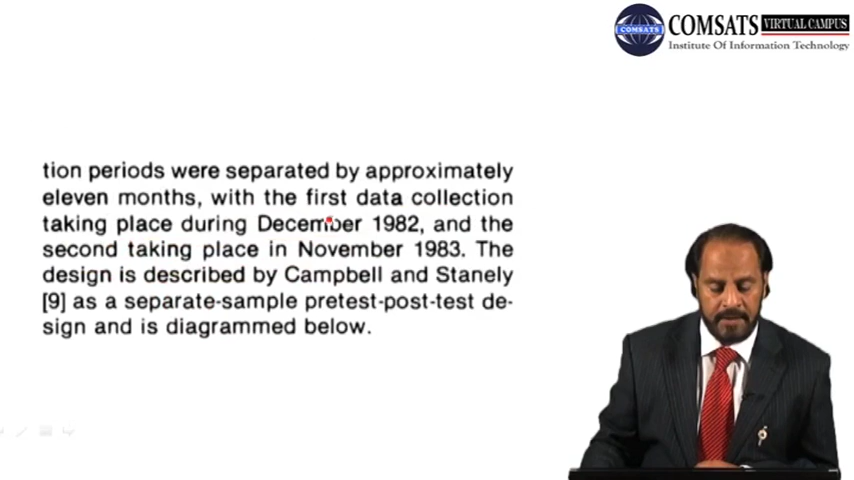 COMSATS
COMSATS VIRTUAL CAMPUS
Institute Of Information Technology
tion periods were separated by approximately
eleven months, with the first data collection
taking place during December 1982, and the
second taking place in November 1983. The
design is described by Campbell and Stanely
[9] as a separate-sample pretest-post-test de-
sign and is diagrammed below.